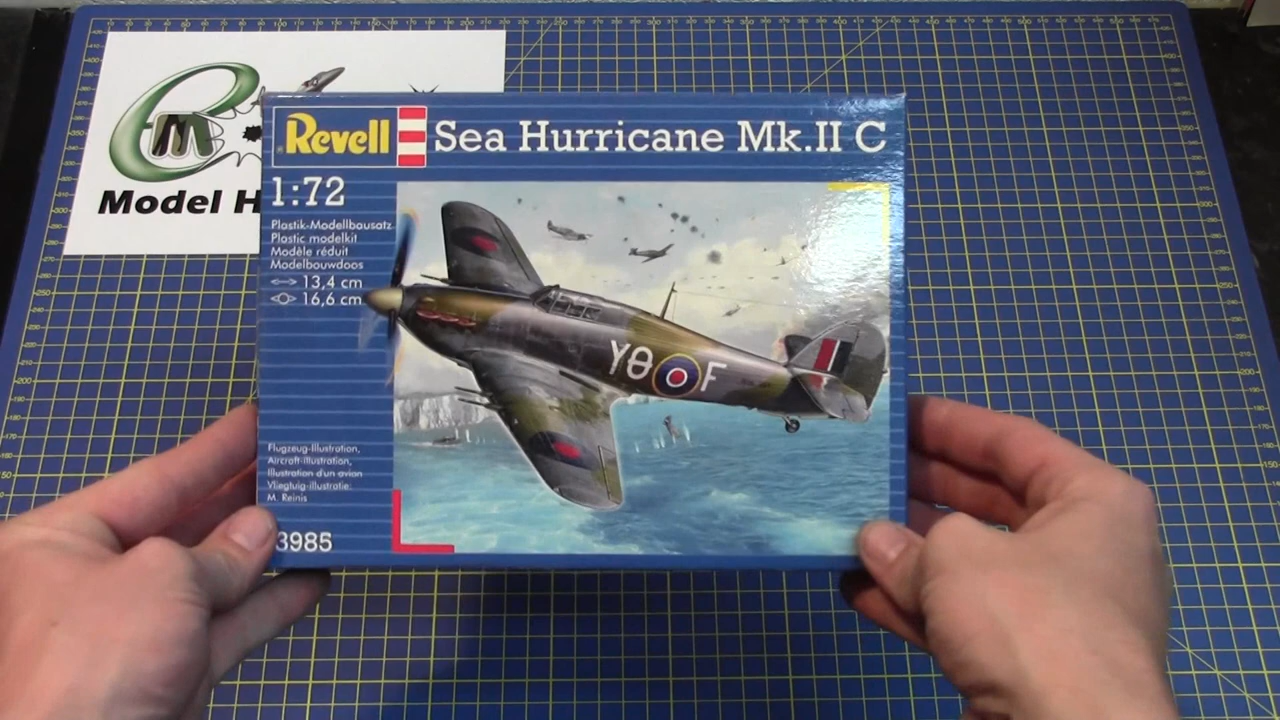 Revell
Sea Hurricane Mk.II C
1:72
Plastik-Modellbausatz
Plastic modelkit
Modèle réduit
Modelbouwdoos
13,4 cm
16,6 cm
YB F
Flugzeug-Illustration,
Aircraft-illustration,
Illustration d'un avion
Vliegtuig-illustratie:
M. Reinis
3985
M
Model H